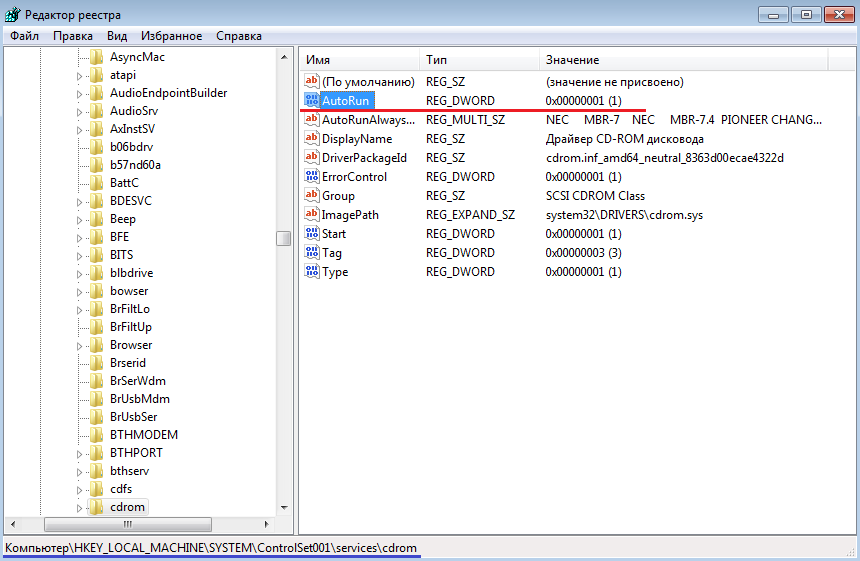 Редактор реестра
Файл Правка Вид Избранное Справка
AsyncMac
atapi
AudioEndpointBuilder
AudioSrv
AxInstSV
b06bdrv
b57nd60a
BattC
BDESVC
Beep
BFE
BITS
blbdrive
bowser
BrFiltLo
BrFiltUp
Browser
Brserid
BrSerWdm
BrUsbMdm
BrUsbSer
BTHMODEM
BTHPORT
bthserv
cdfs
cdrom
Имя Тип Значение
(По умолчанию) REG_SZ (значение не присвоено)
AutoRun REG_DWORD 0x00000001 (1)
AutoRunAlways... REG_MULTI_SZ NEC MBR-7 NEC MBR-7.4 PIONEER CHANG...
DisplayName REG_SZ Драйвер CD-ROM дисковода
DriverPackageId REG_SZ cdrom.inf_amd64_neutral_8363d00ecae4322d
ErrorControl REG_DWORD 0x00000001 (1)
Group REG_SZ SCSI CDROM Class
ImagePath REG_EXPAND_SZ system32\DRIVERS\cdrom.sys
Start REG_DWORD 0x00000001 (1)
Tag REG_DWORD 0x00000003 (3)
Type REG_DWORD 0x00000001 (1)
Компьютер\HKEY_LOCAL_MACHINE\SYSTEM\ControlSet001\services\cdrom